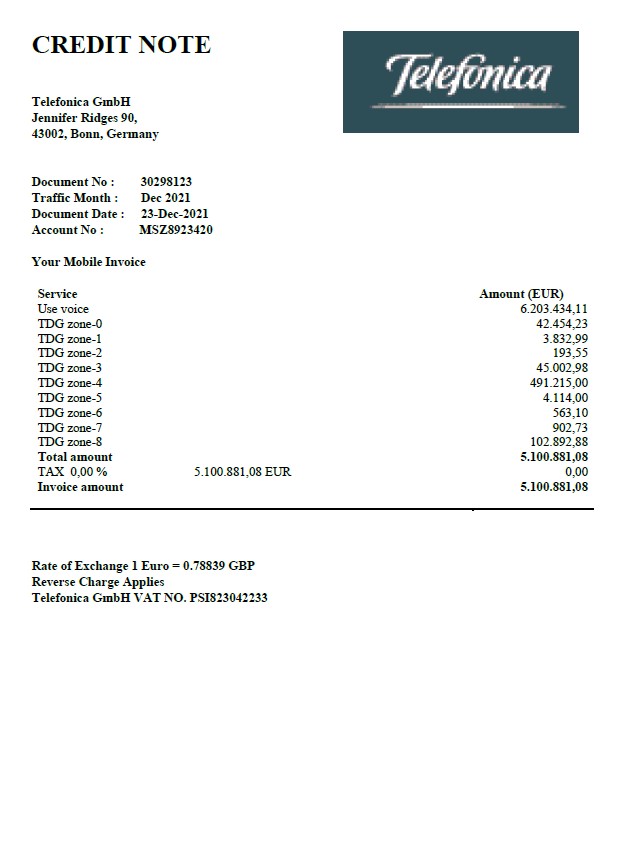 CREDIT NOTE
Telefonica
Telefonica GmbH
Jennifer Ridges 90,
43002, Bonn, Germany
Document No : 30298123
Traffic Month : Dec 2021
Document Date : 23-Dec-2021
Account No : MSZ8923420
Your Mobile Invoice
Service Amount (EUR)
Use voice 6.203.434,11
TDG zone-0 42.454,23
TDG zone-1 3.832,99
TDG zone-2 193,55
TDG zone-3 45.002,98
TDG zone-4 491.215,00
TDG zone-5 4.114,00
TDG zone-6 563,10
TDG zone-7 902,73
TDG zone-8 102.892,88
Total amount 5.100.881,08
TAX 0,00 % 5.100.881,08 EUR 0,00
Invoice amount 5.100.881,08
Rate of Exchange 1 Euro = 0.78839 GBP
Reverse Charge Applies
Telefonica GmbH VAT NO. PSI823042233